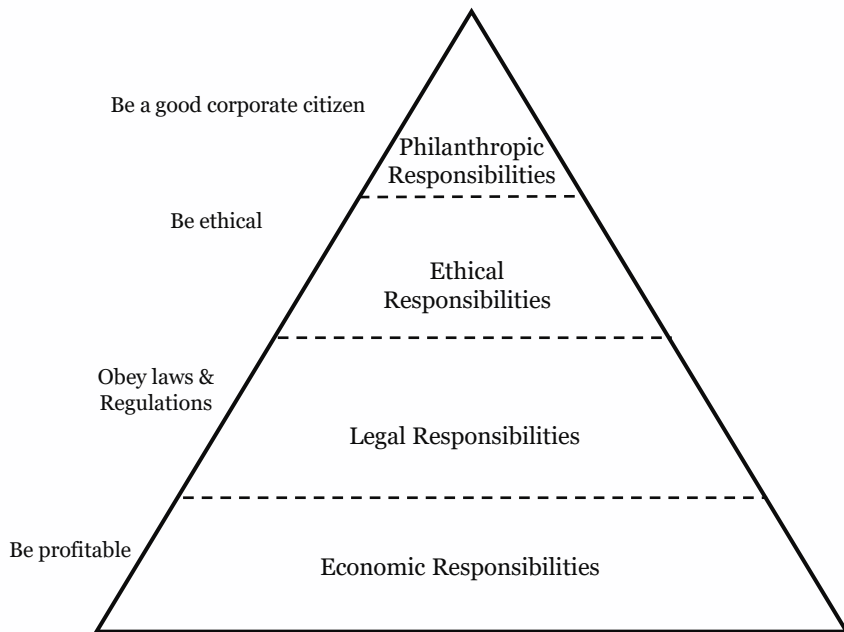 Be a good corporate citizen
Philanthropic
Responsibilities
Be ethical
Ethical
Responsibilities
Obey laws &
Regulations
Legal Responsibilities
Be profitable
Economic Responsibilities